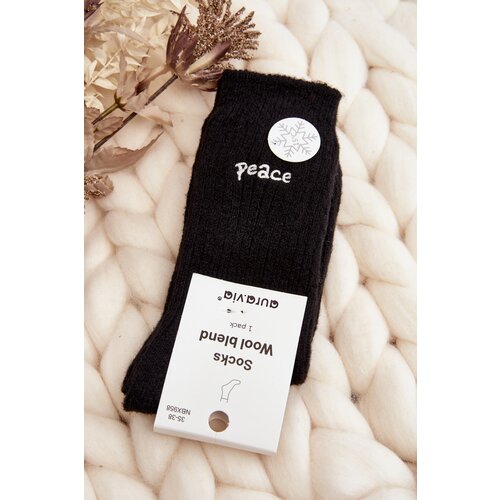 Peace
Socks
Wool blend
1 pack
aura.via®
35-38
NBX958